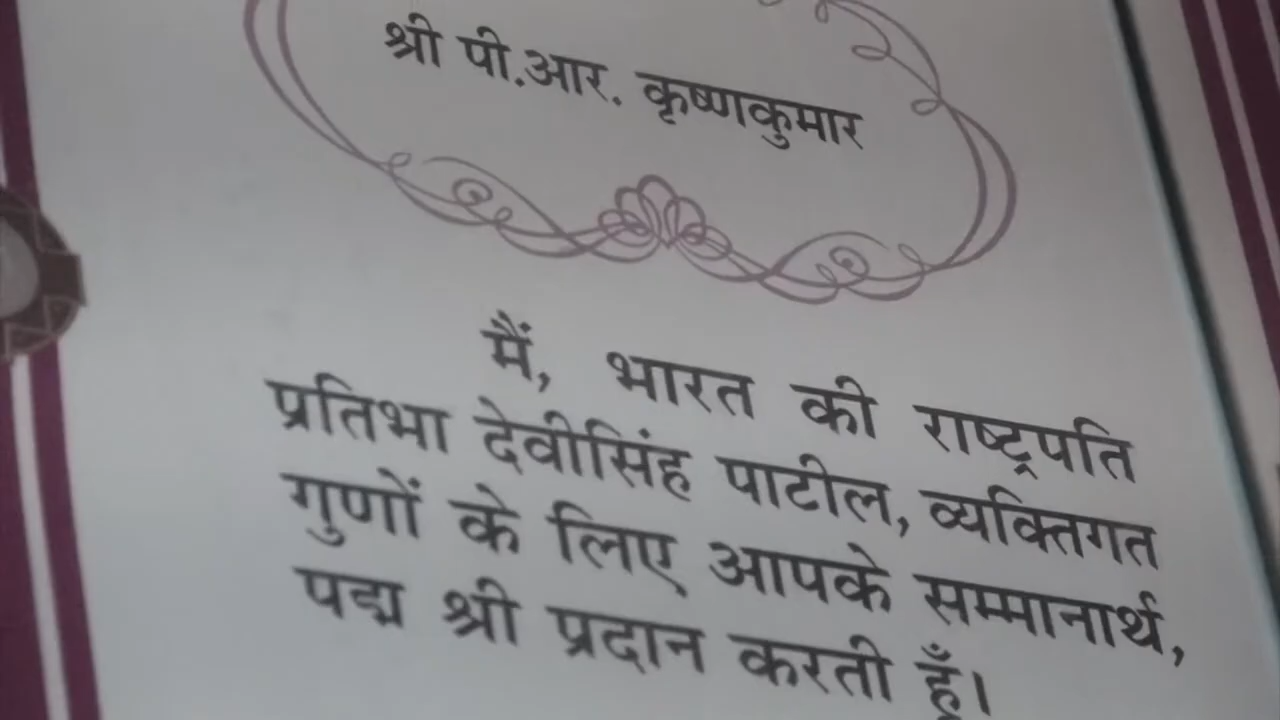 श्री पी.आर. कृष्णकुमार
मैं, भारत की राष्ट्रपति
प्रतिभा देवीसिंह पाटील, व्यक्तिगत
गुणों के लिए आपके सम्मानार्थ,
पद्म श्री प्रदान करती हूँ।